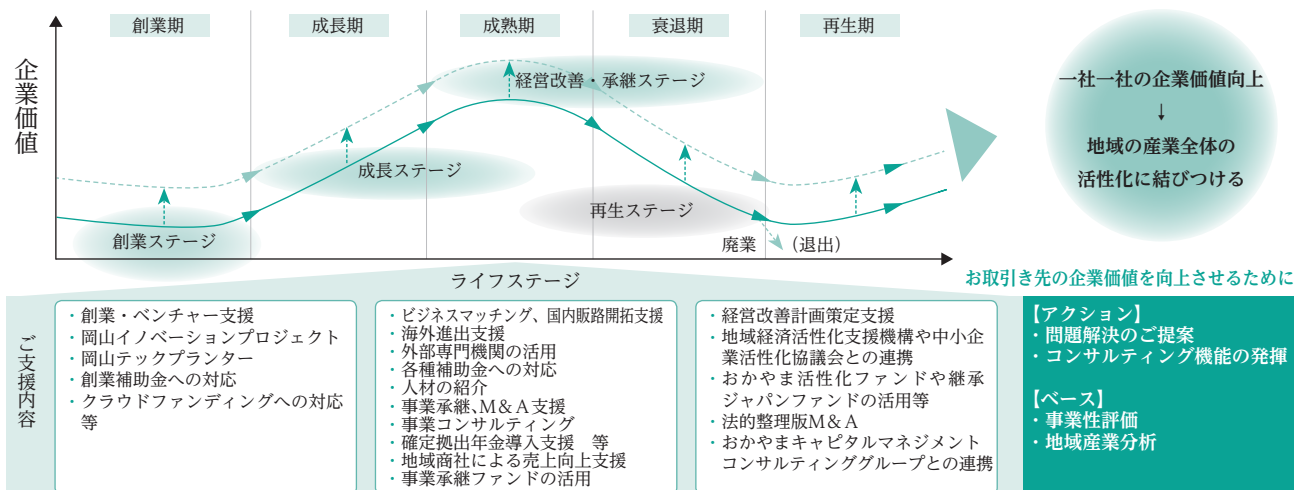 創業期
成長期
成熟期
衰退期
再生期
企業価値
経営改善・承継ステージ
成長ステージ
再生ステージ
創業ステージ
廃業 (退出)
ライフステージ
一社一社の企業価値向上
↓
地域の産業全体の
活性化に結びつける
お取引き先の企業価値を向上させるために
ご支援内容
・創業・ベンチャー支援
・岡山イノベーションプロジェクト
・岡山テックプランター
・創業補助金への対応
・クラウドファンディングへの対応
等
・ビジネスマッチング、国内販路開拓支援
・海外進出支援
・外部専門機関の活用
・各種補助金への対応
・人材の紹介
・事業承継、M&A支援
・事業コンサルティング
・確定拠出年金導入支援 等
・地域商社による売上向上支援
・事業承継ファンドの活用
・経営改善計画策定支援
・地域経済活性化支援機構や中小企
業活性化協議会との連携
・おかやま活性化ファンドや継承
ジャパンファンドの活用等
・法的整理版M&A
・おかやまキャピタルマネジメント
コンサルティンググループとの連携
【アクション】
・問題解決のご提案
・コンサルティング機能の発揮
【ベース】
・事業性評価
・地域産業分析